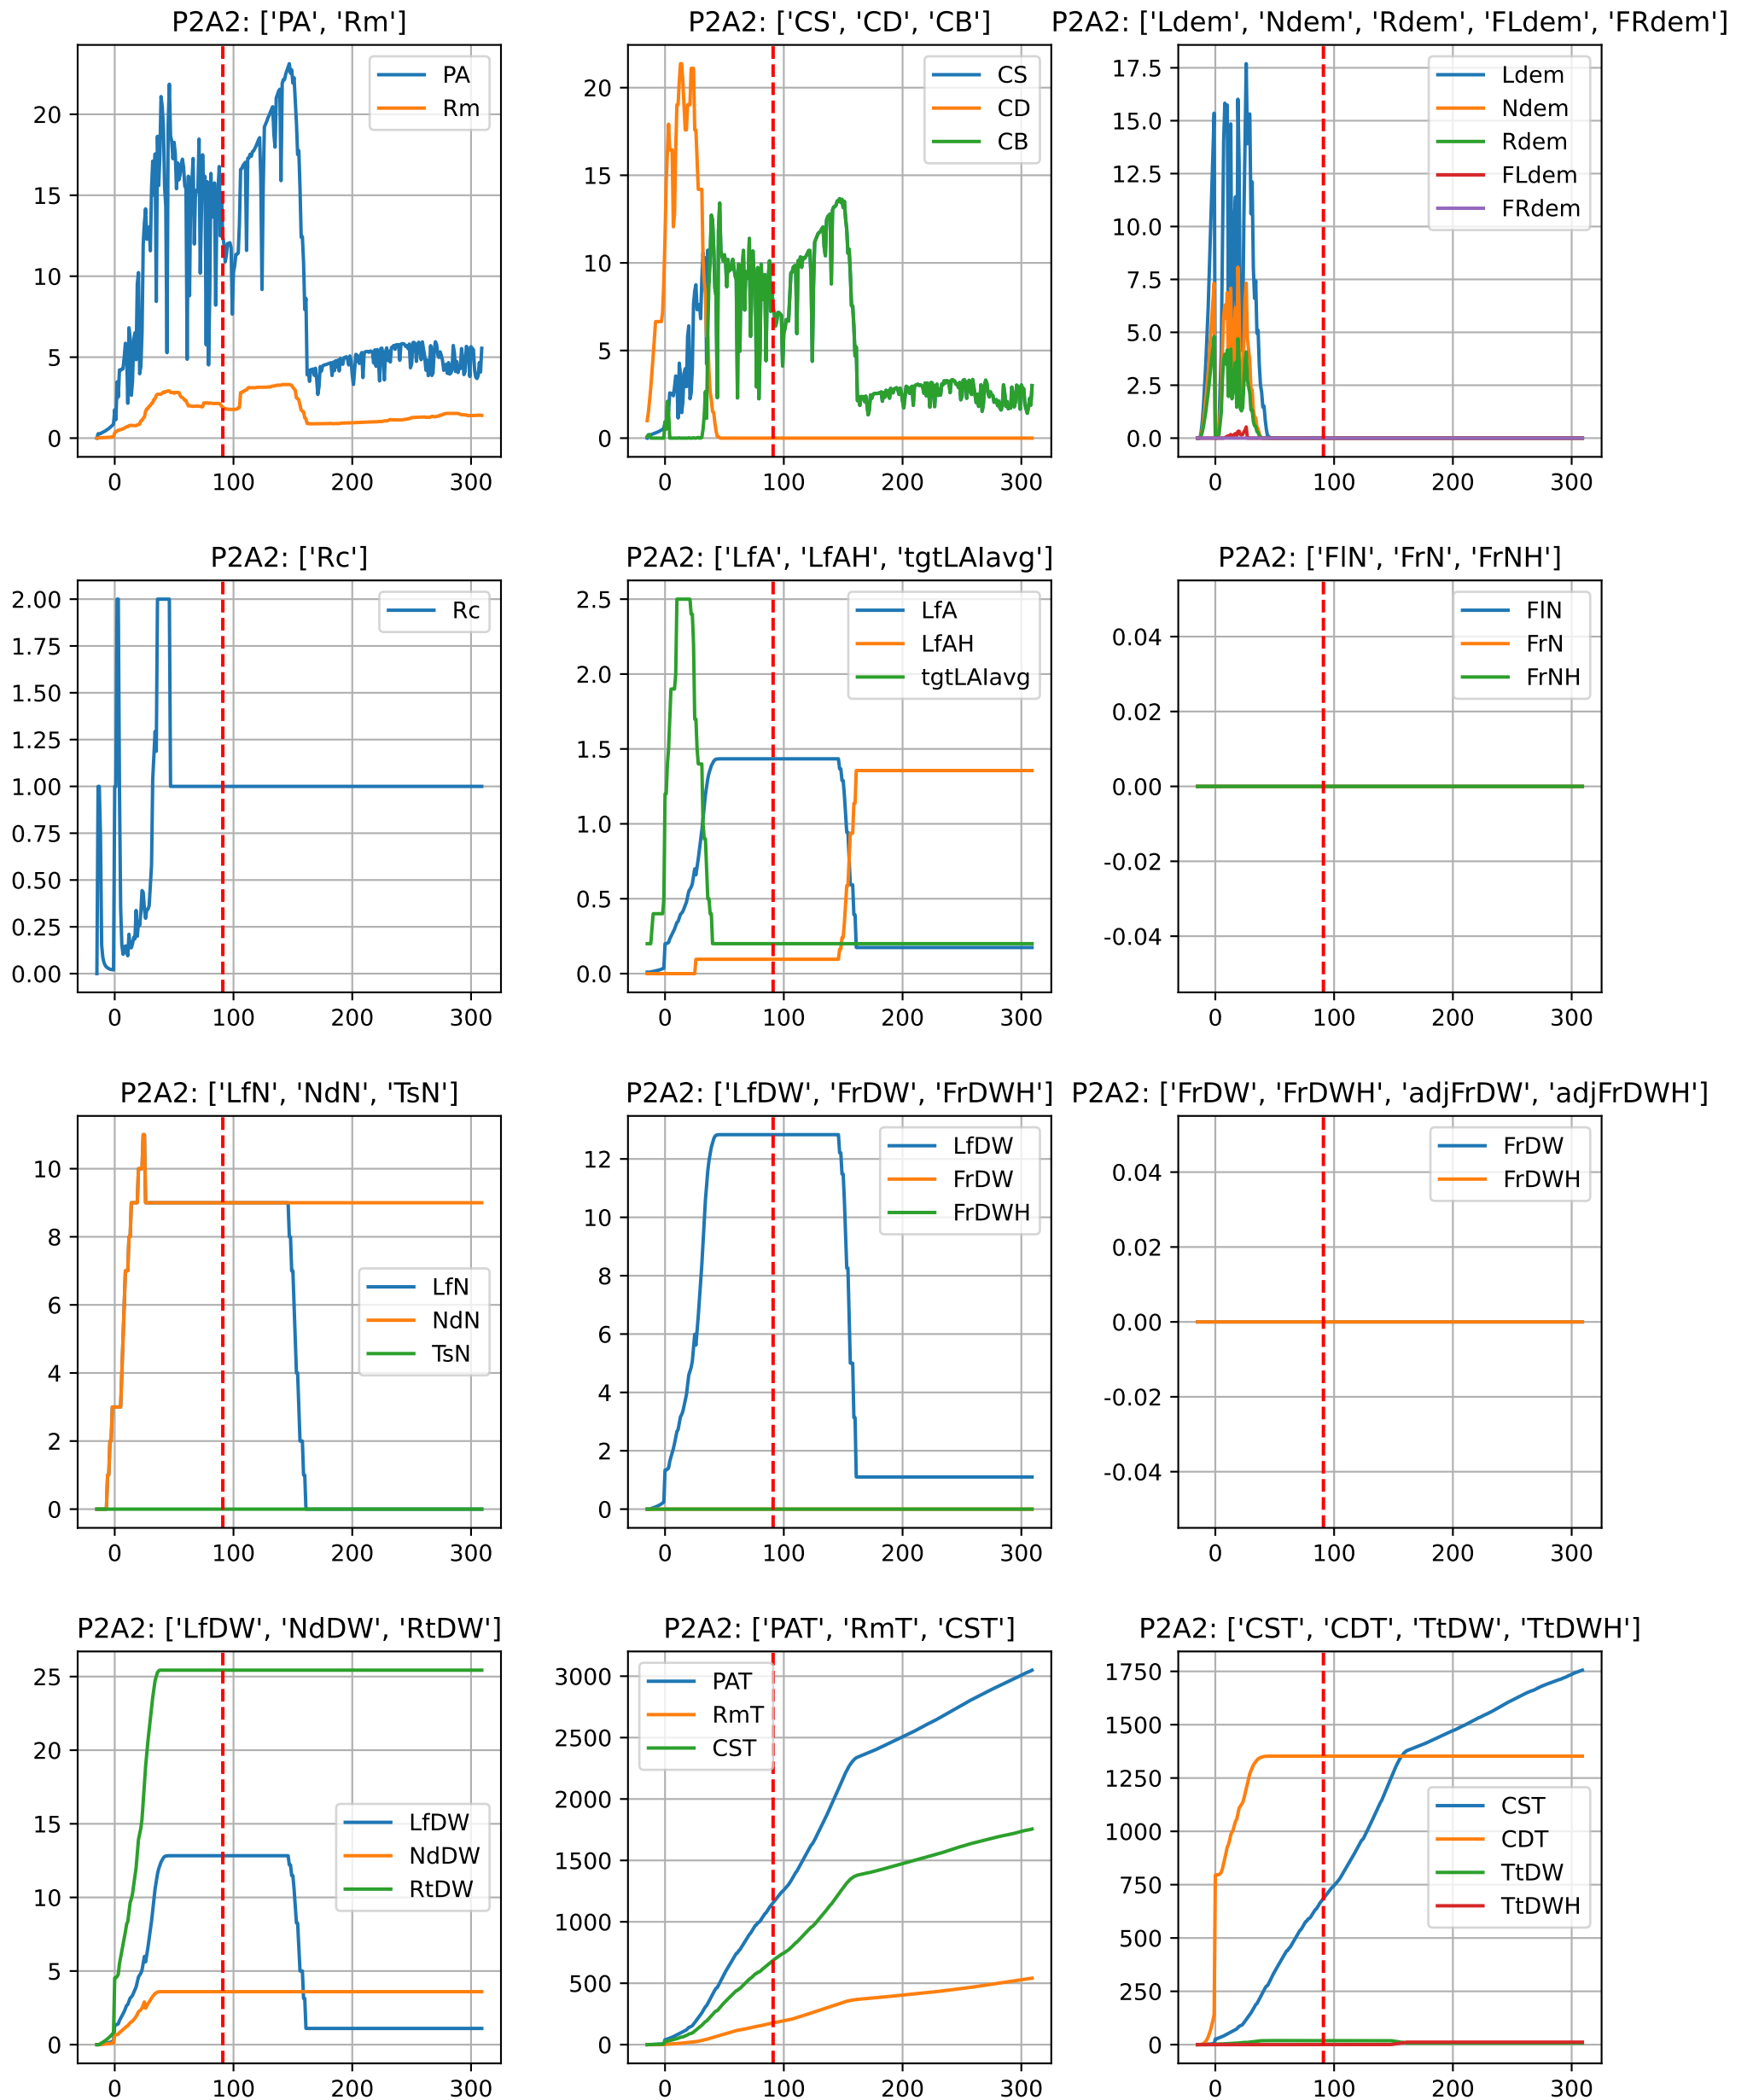 P2A2: ['PA', 'Rm']
20
15
10
5
0
PA
Rm
0 100 200 300
P2A2: ['CS', 'CD', 'CB']
20
15
10
5
0
CS
CD
CB
0 100 200 300
P2A2: ['Ldem', 'Ndem', 'Rdem', 'FLdem', 'FRdem']
17.5
15.0
12.5
10.0
7.5
5.0
2.5
0.0
Ldem
Ndem
Rdem
FLdem
FRdem
0 100 200 300
P2A2: ['Rc']
2.00
1.75
1.50
1.25
1.00
0.75
0.50
0.25
0.00
Rc
0 100 200 300
P2A2: ['LfA', 'LfAH', 'tgtLAIavg']
2.5
2.0
1.5
1.0
0.5
0.0
LfA
LfAH
tgtLAIavg
0 100 200 300
P2A2: ['FlN', 'FrN', 'FrNH']
0.04
0.02
0.00
-0.02
-0.04
FlN
FrN
FrNH
0 100 200 300
P2A2: ['LfN', 'NdN', 'TsN']
10
8
6
4
2
0
LfN
NdN
TsN
0 100 200 300
P2A2: ['LfDW', 'FrDW', 'FrDWH']
12
10
8
6
4
2
0
LfDW
FrDW
FrDWH
0 100 200 300
P2A2: ['FrDW', 'FrDWH', 'adjFrDW', 'adjFrDWH']
0.04
0.02
0.00
-0.02
-0.04
FrDW
FrDWH
0 100 200 300
P2A2: ['LfDW', 'NdDW', 'RtDW']
25
20
15
10
5
0
LfDW
NdDW
RtDW
0 100 200 300
P2A2: ['PAT', 'RmT', 'CST']
3000
2500
2000
1500
1000
500
0
PAT
RmT
CST
0 100 200 300
P2A2: ['CST', 'CDT', 'TtDW', 'TtDWH']
1750
1500
1250
1000
750
500
250
0
CST
CDT
TtDW
TtDWH
0 100 200 300